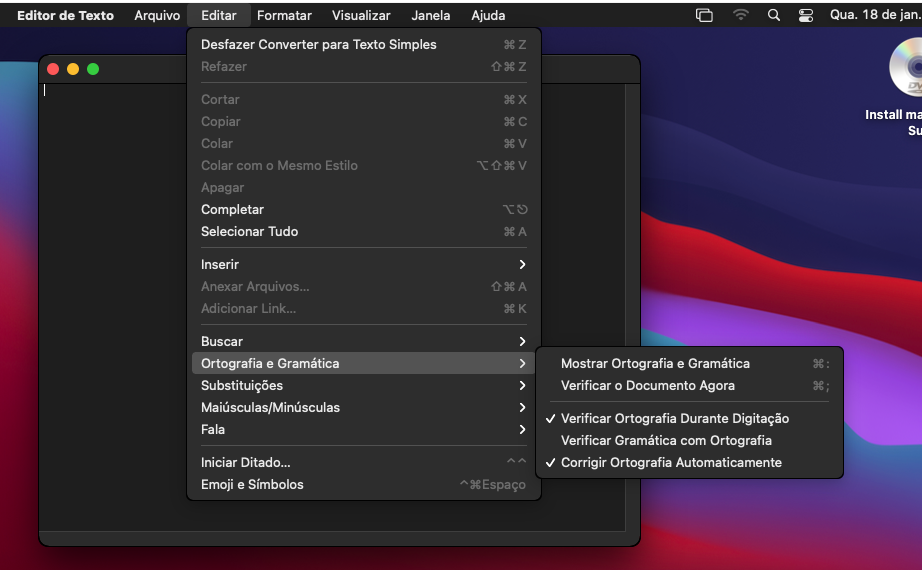 Editor de Texto Arquivo Editar Formatar Visualizar Janela Ajuda Qua. 18 de jan.
Desfazer Converter para Texto Simples ⌘ Z
Refazer ⇧ ⌘ Z
Cortar ⌘ X
Copiar ⌘ C
Colar ⌘ V
Colar com o Mesmo Estilo ⌥ ⇧ ⌘ V
Apagar
Completar ⌥ ⎋
Selecionar Tudo ⌘ A
Inserir
Anexar Arquivos... ⇧ ⌘ A
Adicionar Link... ⌘ K
Buscar
Ortografia e Gramática
Substituições
Maiúsculas/Minúsculas
Fala
Iniciar Ditado... ^ ^
Emoji e Símbolos ^⌘Espaço
Mostrar Ortografia e Gramática ⌘ :
Verificar o Documento Agora ⌘ ;
✓ Verificar Ortografia Durante Digitação
Verificar Gramática com Ortografia
✓ Corrigir Ortografia Automaticamente
Install ma
Su